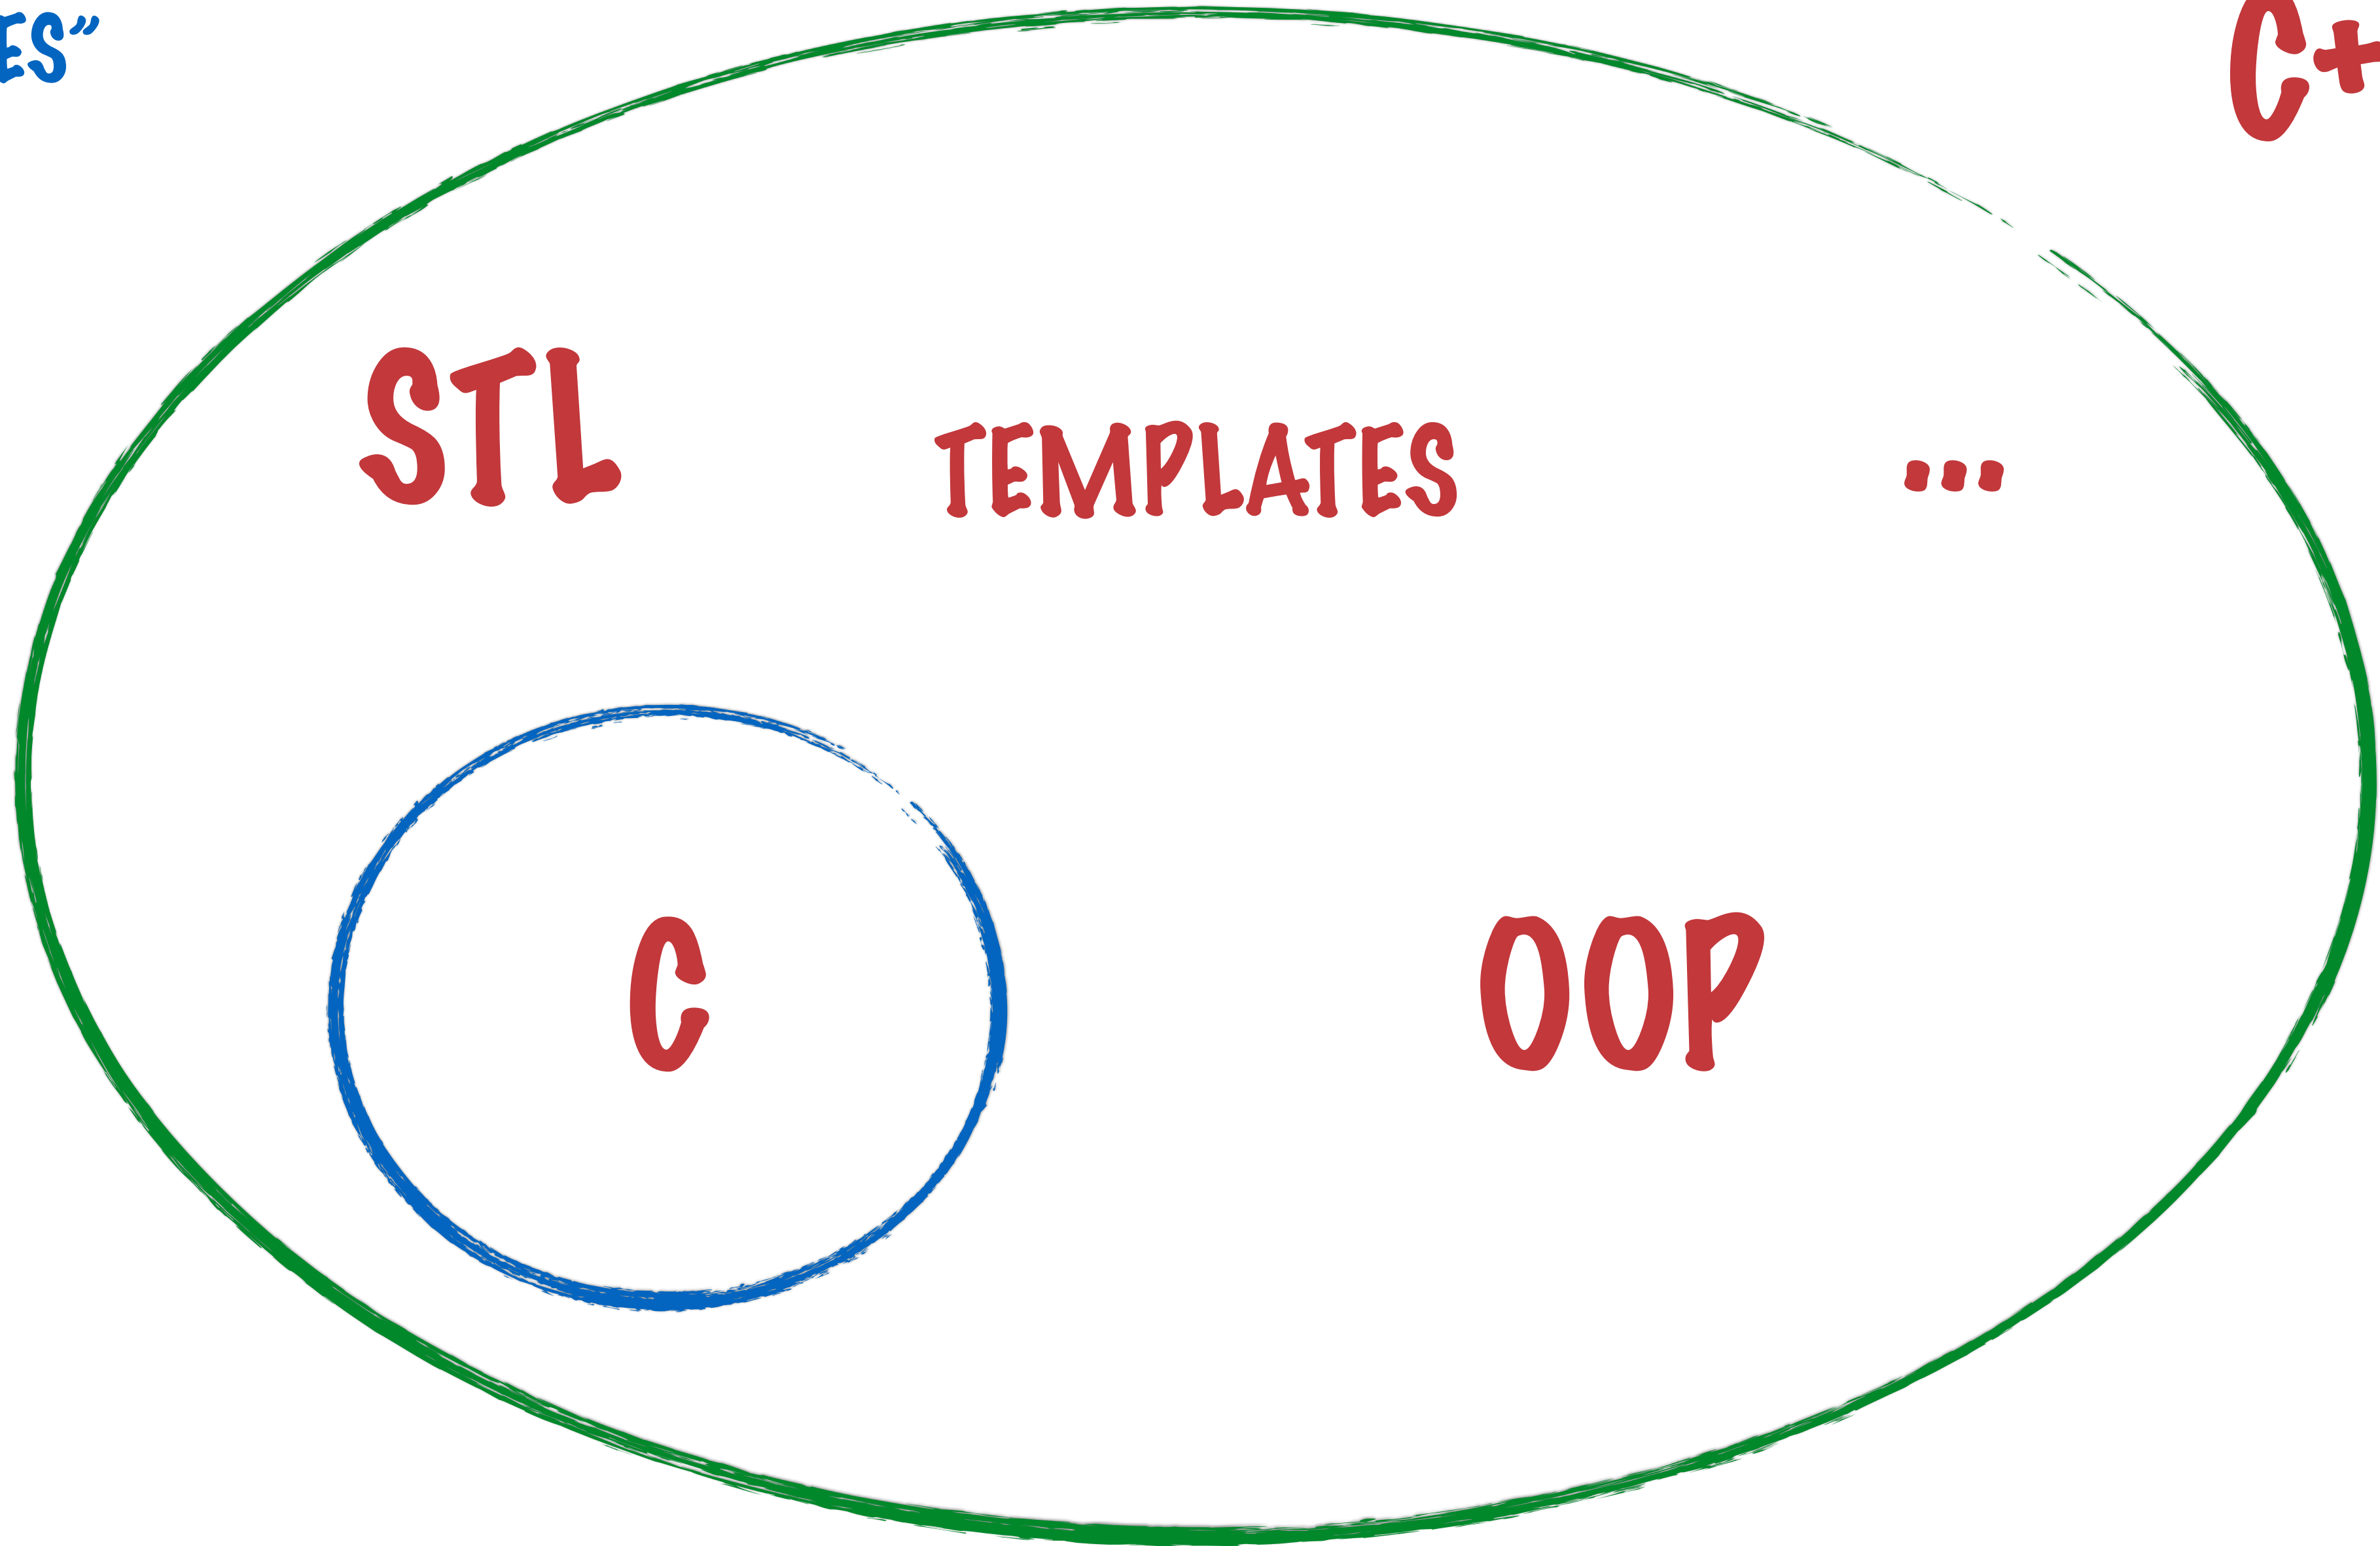 ES”
C+
STL
TEMPLATES
...
C
OOP